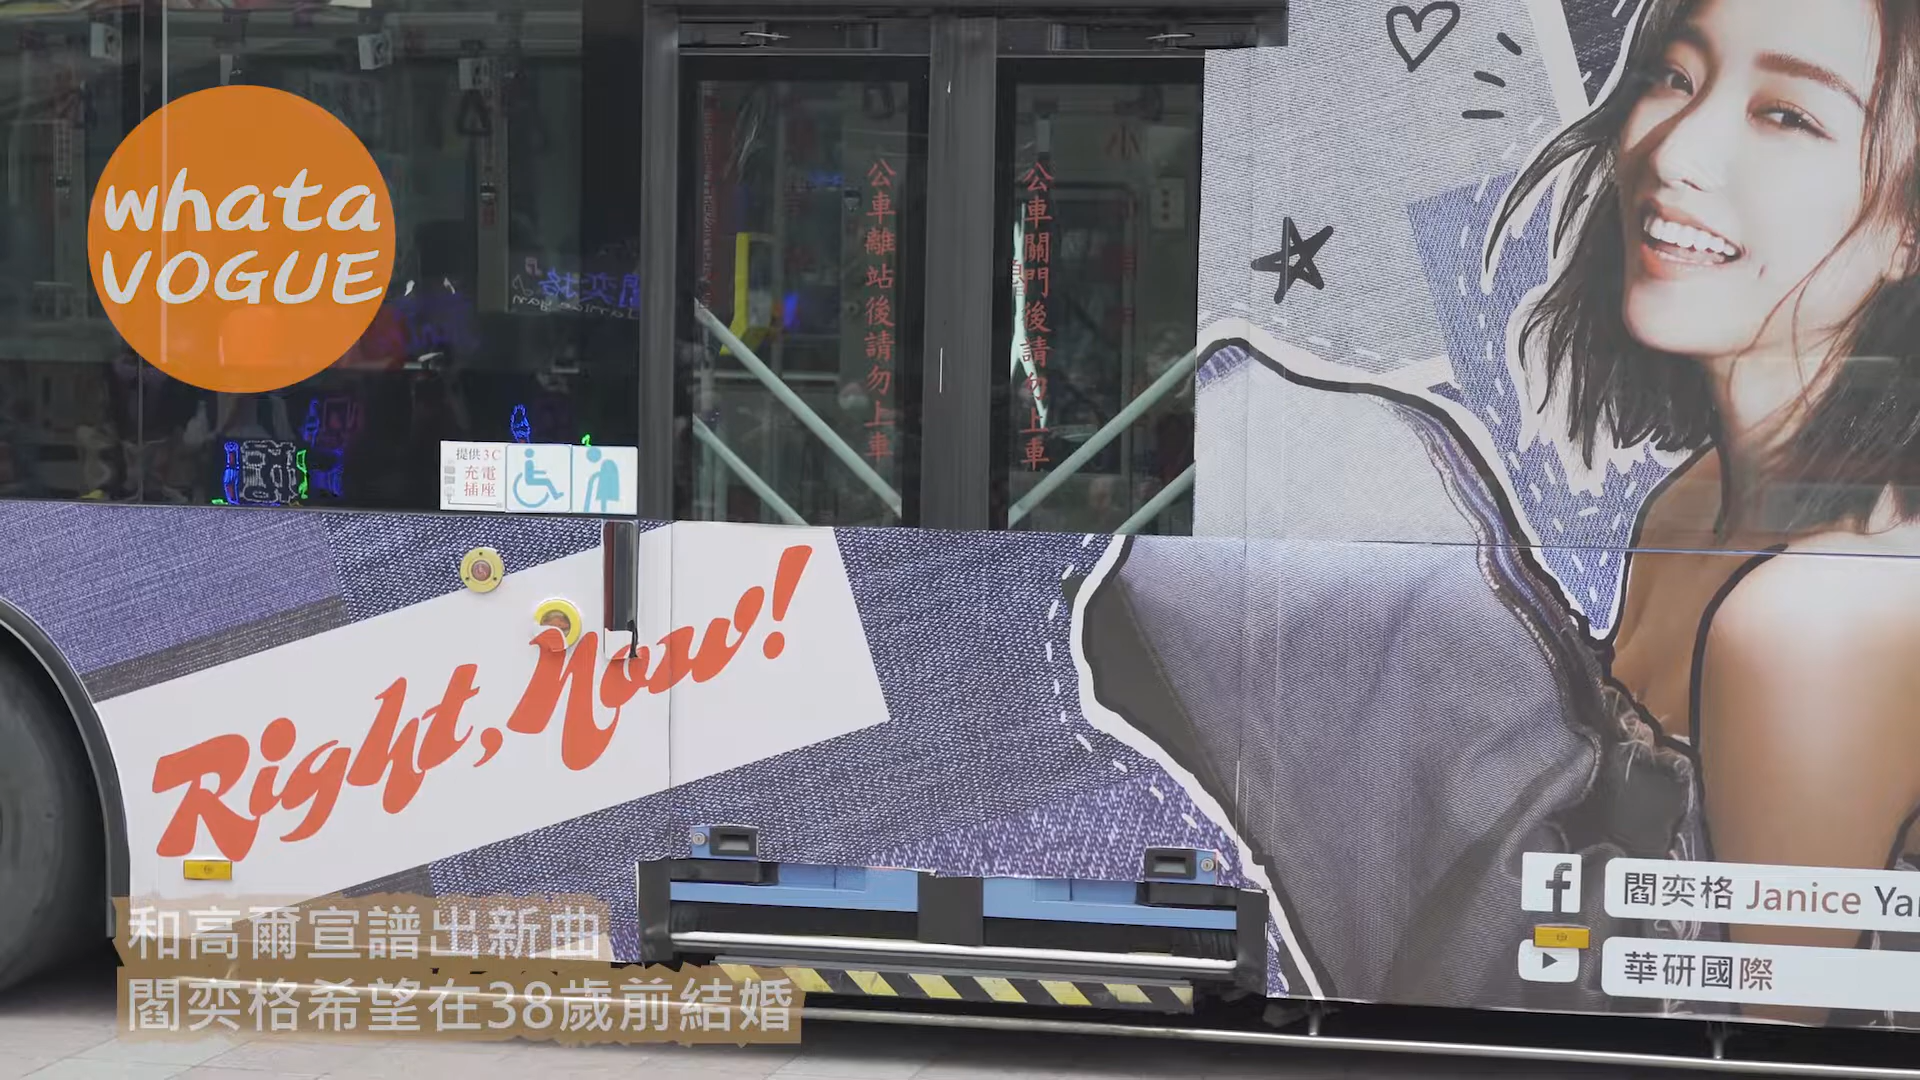 whata
VOGUE
公車離站後請勿上車
公車關門後請勿上車
提供3C
充電
插座
Right, Now!
閻奕格 Janice Ya
華研國際
和高爾宣譜出新曲
閻奕格希望在38歲前結婚